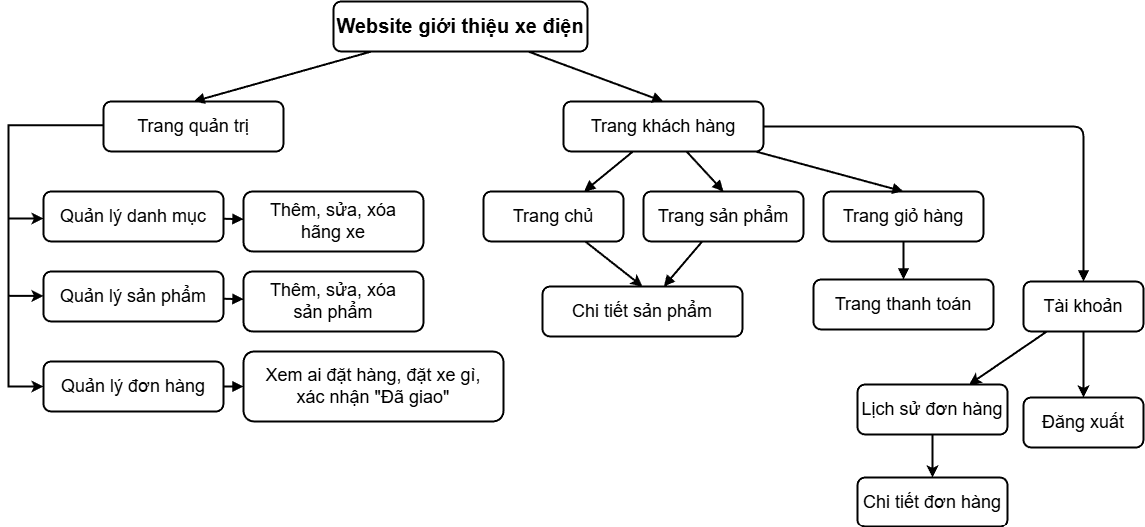 Website giới thiệu xe điện
Trang quản trị
Trang khách hàng
Quản lý danh mục
Thêm, sửa, xóa
hãng xe
Trang chủ
Trang sản phẩm
Trang giỏ hàng
Quản lý sản phẩm
Thêm, sửa, xóa
sản phẩm
Chi tiết sản phẩm
Trang thanh toán
Tài khoản
Quản lý đơn hàng
Xem ai đặt hàng, đặt xe gì,
xác nhận "Đã giao"
Lịch sử đơn hàng
Đăng xuất
Chi tiết đơn hàng